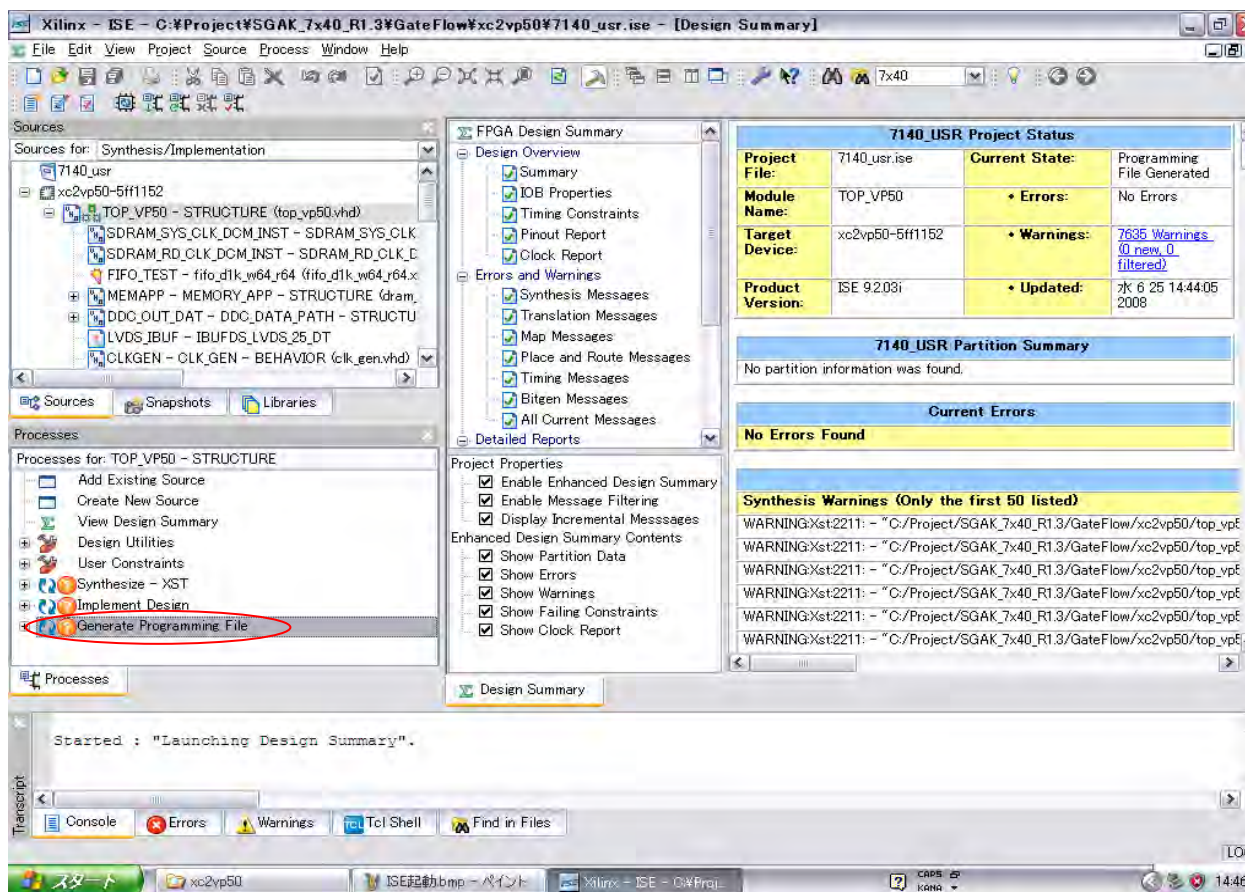 Xilinx - ISE - C:¥Project¥SGAK_7x40_R1.3¥GateFlow¥xc2vp50¥7140_usr.ise - [Design Summary]
File Edit View Project Source Process Window Help
7x40
Sources
Sources for: Synthesis/Implementation
7140_usr
xc2vp50-5ff1152
TOP_VP50 - STRUCTURE (top_vp50.vhd)
SDRAM_SYS_CLK_DCM_INST - SDRAM_SYS_CLK
SDRAM_RD_CLK_DCM_INST - SDRAM_RD_CLK_D
FIFO_TEST - fifo_d1k_w64_r64 (fifo_d1k_w64_r64.x
MEMAPP - MEMORY_APP - STRUCTURE (dram_
DDC_OUT_DAT - DDC_DATA_PATH - STRUCTU
LVDS_IBUF - IBUFDS_LVDS_25_DT
CLKGEN - CLK_GEN - BEHAVIOR (clk_gen.vhd)
Sources Snapshots Libraries
Processes
Processes for: TOP_VP50 - STRUCTURE
Add Existing Source
Create New Source
View Design Summary
Design Utilities
User Constraints
Synthesize - XST
Implement Design
Generate Programming File
Processes
FPGA Design Summary
Design Overview
Summary
IOB Properties
Timing Constraints
Pinout Report
Clock Report
Errors and Warnings
Synthesis Messages
Translation Messages
Map Messages
Place and Route Messages
Timing Messages
Bitgen Messages
All Current Messages
Detailed Reports
Project Properties
Enable Enhanced Design Summary
Enable Message Filtering
Display Incremental Messsages
Enhanced Design Summary Contents
Show Partition Data
Show Errors
Show Warnings
Show Failing Constraints
Show Clock Report
Design Summary
7140_USR Project Status
Project File: 7140_usr.ise Current State: Programming File Generated
Module Name: TOP_VP50 • Errors: No Errors
Target Device: xc2vp50-5ff1152 • Warnings: 7635 Warnings (0 new, 0 filtered)
Product Version: ISE 9.2.03i • Updated: 水 6 25 14:44:05 2008
7140_USR Partition Summary
No partition information was found.
Current Errors
No Errors Found
Synthesis Warnings (Only the first 50 listed)
WARNING:Xst:2211: - "C:/Project/SGAK_7x40_R1.3/GateFlow/xc2vp50/top_vp5
WARNING:Xst:2211: - "C:/Project/SGAK_7x40_R1.3/GateFlow/xc2vp50/top_vp5
WARNING:Xst:2211: - "C:/Project/SGAK_7x40_R1.3/GateFlow/xc2vp50/top_vp5
WARNING:Xst:2211: - "C:/Project/SGAK_7x40_R1.3/GateFlow/xc2vp50/top_vp5
WARNING:Xst:2211: - "C:/Project/SGAK_7x40_R1.3/GateFlow/xc2vp50/top_vp5
WARNING:Xst:2211: - "C:/Project/SGAK_7x40_R1.3/GateFlow/xc2vp50/top_vp5
Started : "Launching Design Summary".
Transcript
Console Errors Warnings TCL Tcl Shell Find in Files
LO
スタート xc2vp50 ISE起動.bmp - ペイント Xilinx - ISE - C:¥Proj... CAPS KANA 14:46